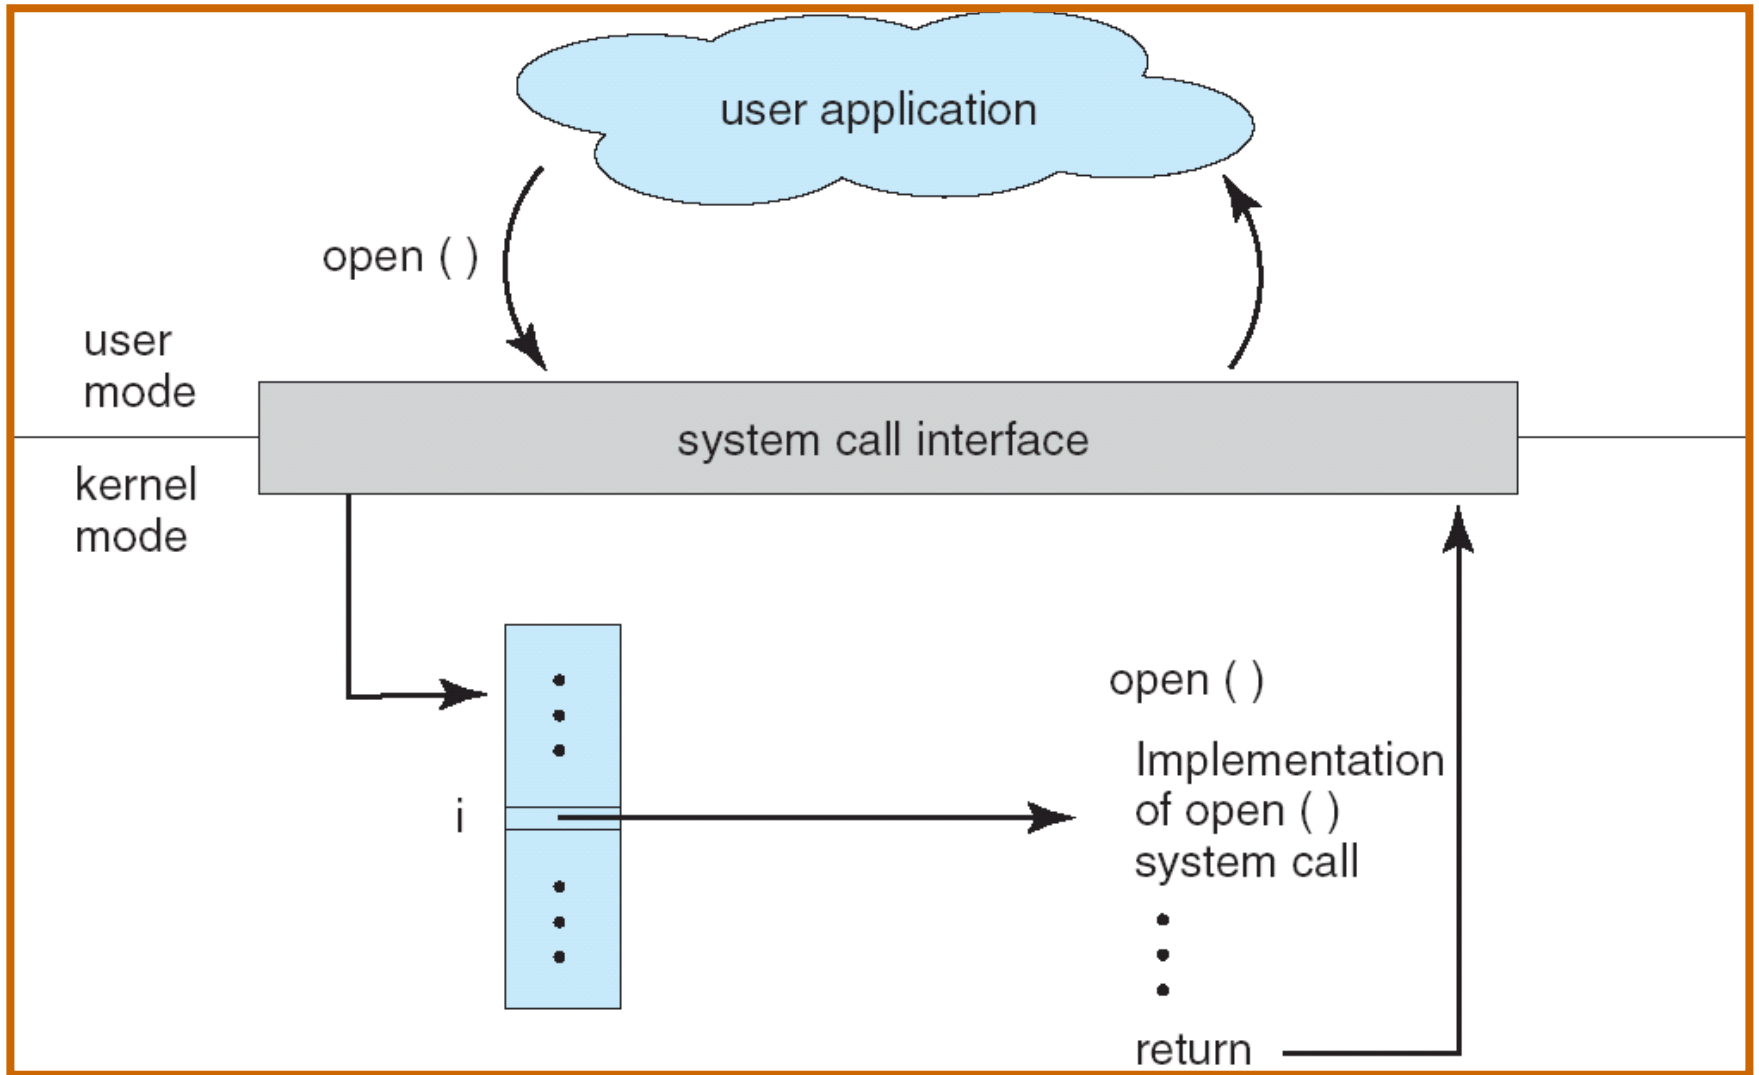 user application
open ( )
user
mode
system call interface
kernel
mode
open ( )
Implementation
of open ( )
system call
i
return